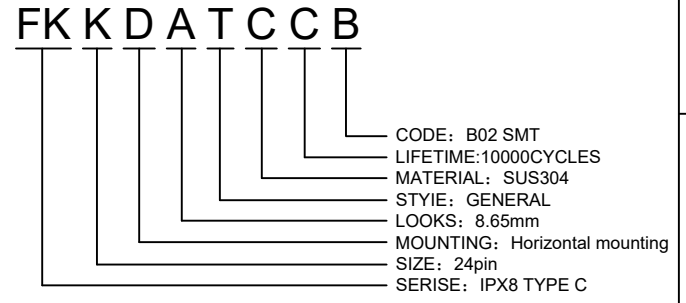 FK K D A T C C B
CODE：B02 SMT
LIFETIME:10000CYCLES
MATERIAL：SUS304
STYIE：GENERAL
LOOKS：8.65mm
MOUNTING：Horizontal mounting
SIZE：24pin
SERISE：IPX8 TYPE C